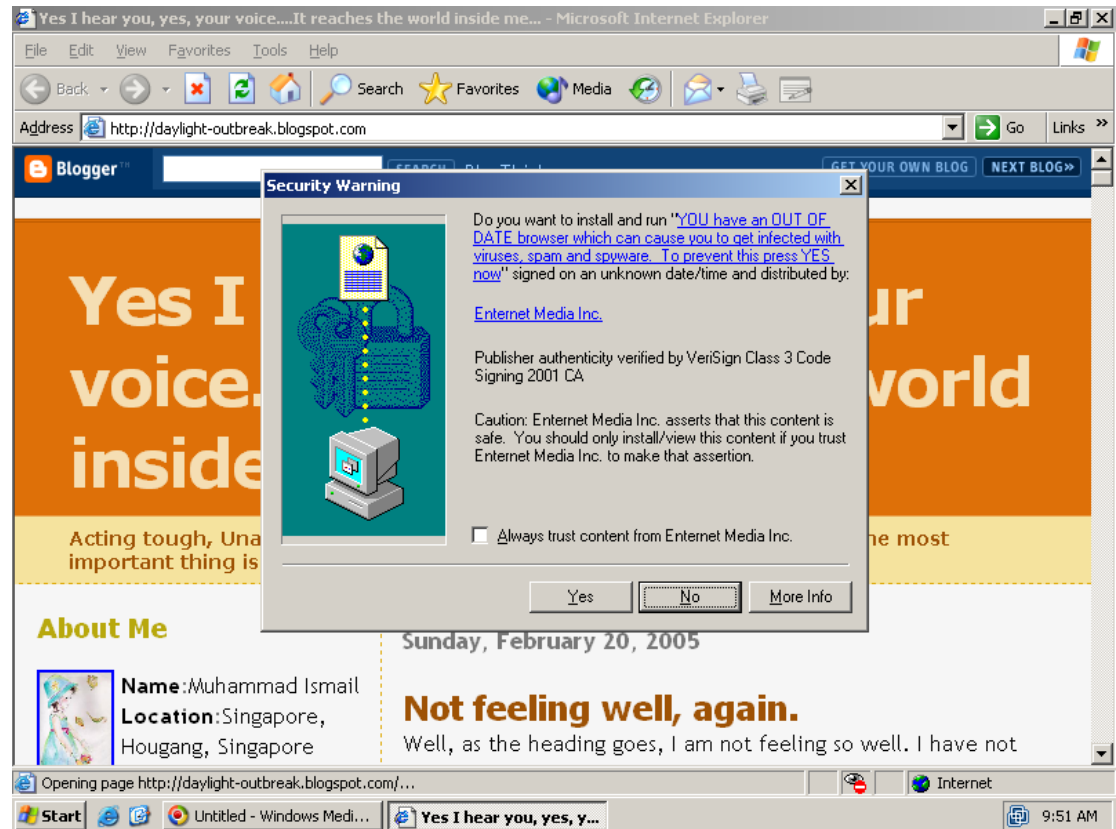 Yes I hear you, yes, your voice....It reaches the world inside me... - Microsoft Internet Explorer
File Edit View Favorites Tools Help
Back Search Favorites Media
Address http://daylight-outbreak.blogspot.com Go Links »
Blogger™ SEARCH GET YOUR OWN BLOG NEXT BLOG»
Security Warning
Do you want to install and run "YOU have an OUT OF
DATE browser which can cause you to get infected with
viruses, spam and spyware. To prevent this press YES
now" signed on an unknown date/time and distributed by:
Enternet Media Inc.
Publisher authenticity verified by VeriSign Class 3 Code
Signing 2001 CA
Caution: Enternet Media Inc. asserts that this content is
safe. You should only install/view this content if you trust
Enternet Media Inc. to make that assertion.
Always trust content from Enternet Media Inc.
Yes No More Info
Yes I
voice. world
inside
Acting tough, most
important thing is
About Me
Name:Muhammad Ismail
Location:Singapore,
Hougang, Singapore
Sunday, February 20, 2005
Not feeling well, again.
Well, as the heading goes, I am not feeling so well. I have not
Opening page http://daylight-outbreak.blogspot.com/... Internet
Start Untitled - Windows Medi... Yes I hear you, yes, y... 9:51 AM